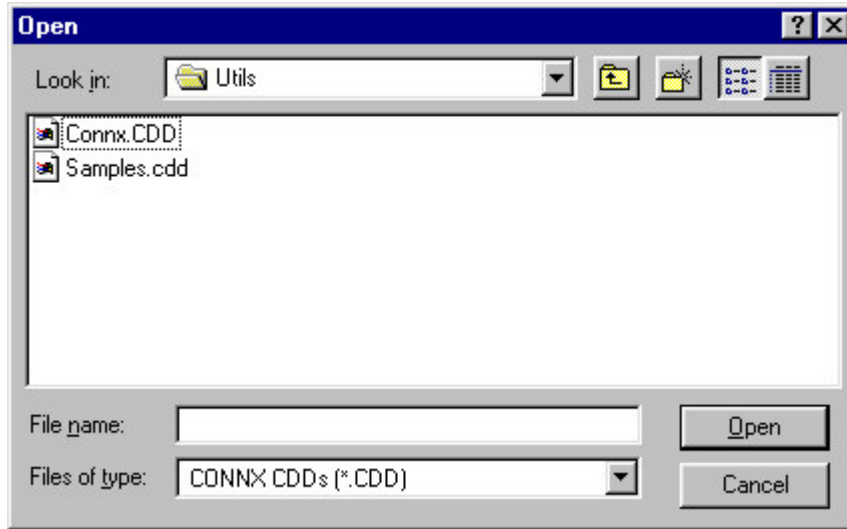 Open
Look in: Utils
Connx.CDD
Samples.cdd
File name: Open
Files of type: CONNX CDDs (*.CDD) Cancel